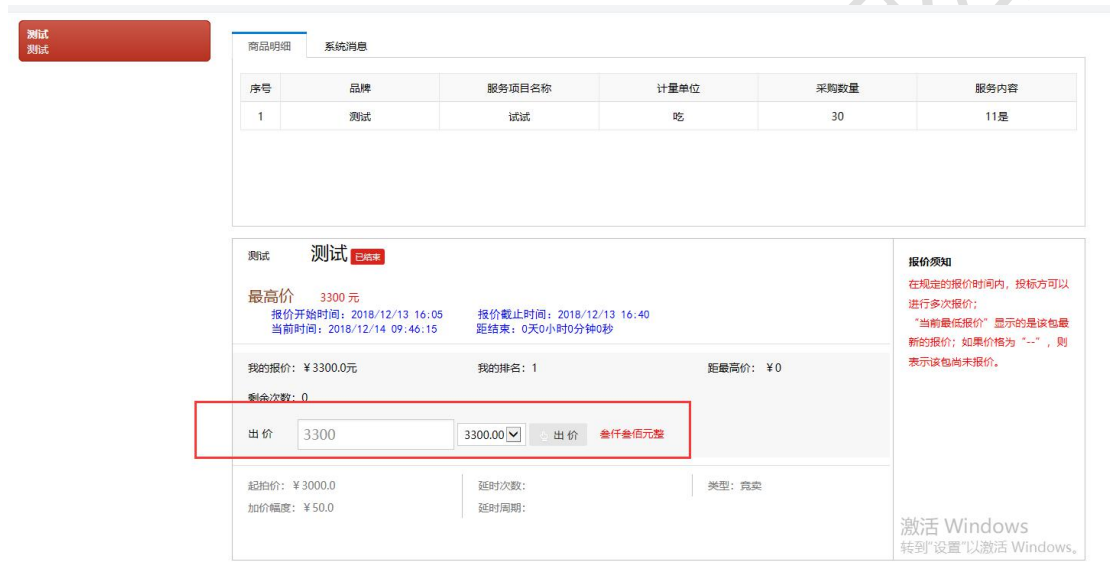 测试
测试
商品明细 系统消息
序号 品牌 服务项目名称 计量单位 采购数量 服务内容
1 测试 试试 吃 30 11是
测试 测试 已结束
最高价 3300 元
报价开始时间：2018/12/13 16:05 报价截止时间：2018/12/13 16:40
当前时间：2018/12/14 09:46:15 距结束：0天0小时0分钟0秒
我的报价：¥3300.0元 我的排名：1 距最高价：¥0
剩余次数：0
出价 3300 3300.00 出价 叁仟叁佰元整
起拍价：¥3000.0 延时次数： 类型：竞卖
加价幅度：¥50.0 延时周期：
报价须知
在规定的报价时间内，投标方可以
进行多次报价；
“当前最低报价”显示的是该包最
新的报价；如果价格为“--”，则
表示该包尚未报价。
激活 Windows
转到"设置"以激活 Windows。